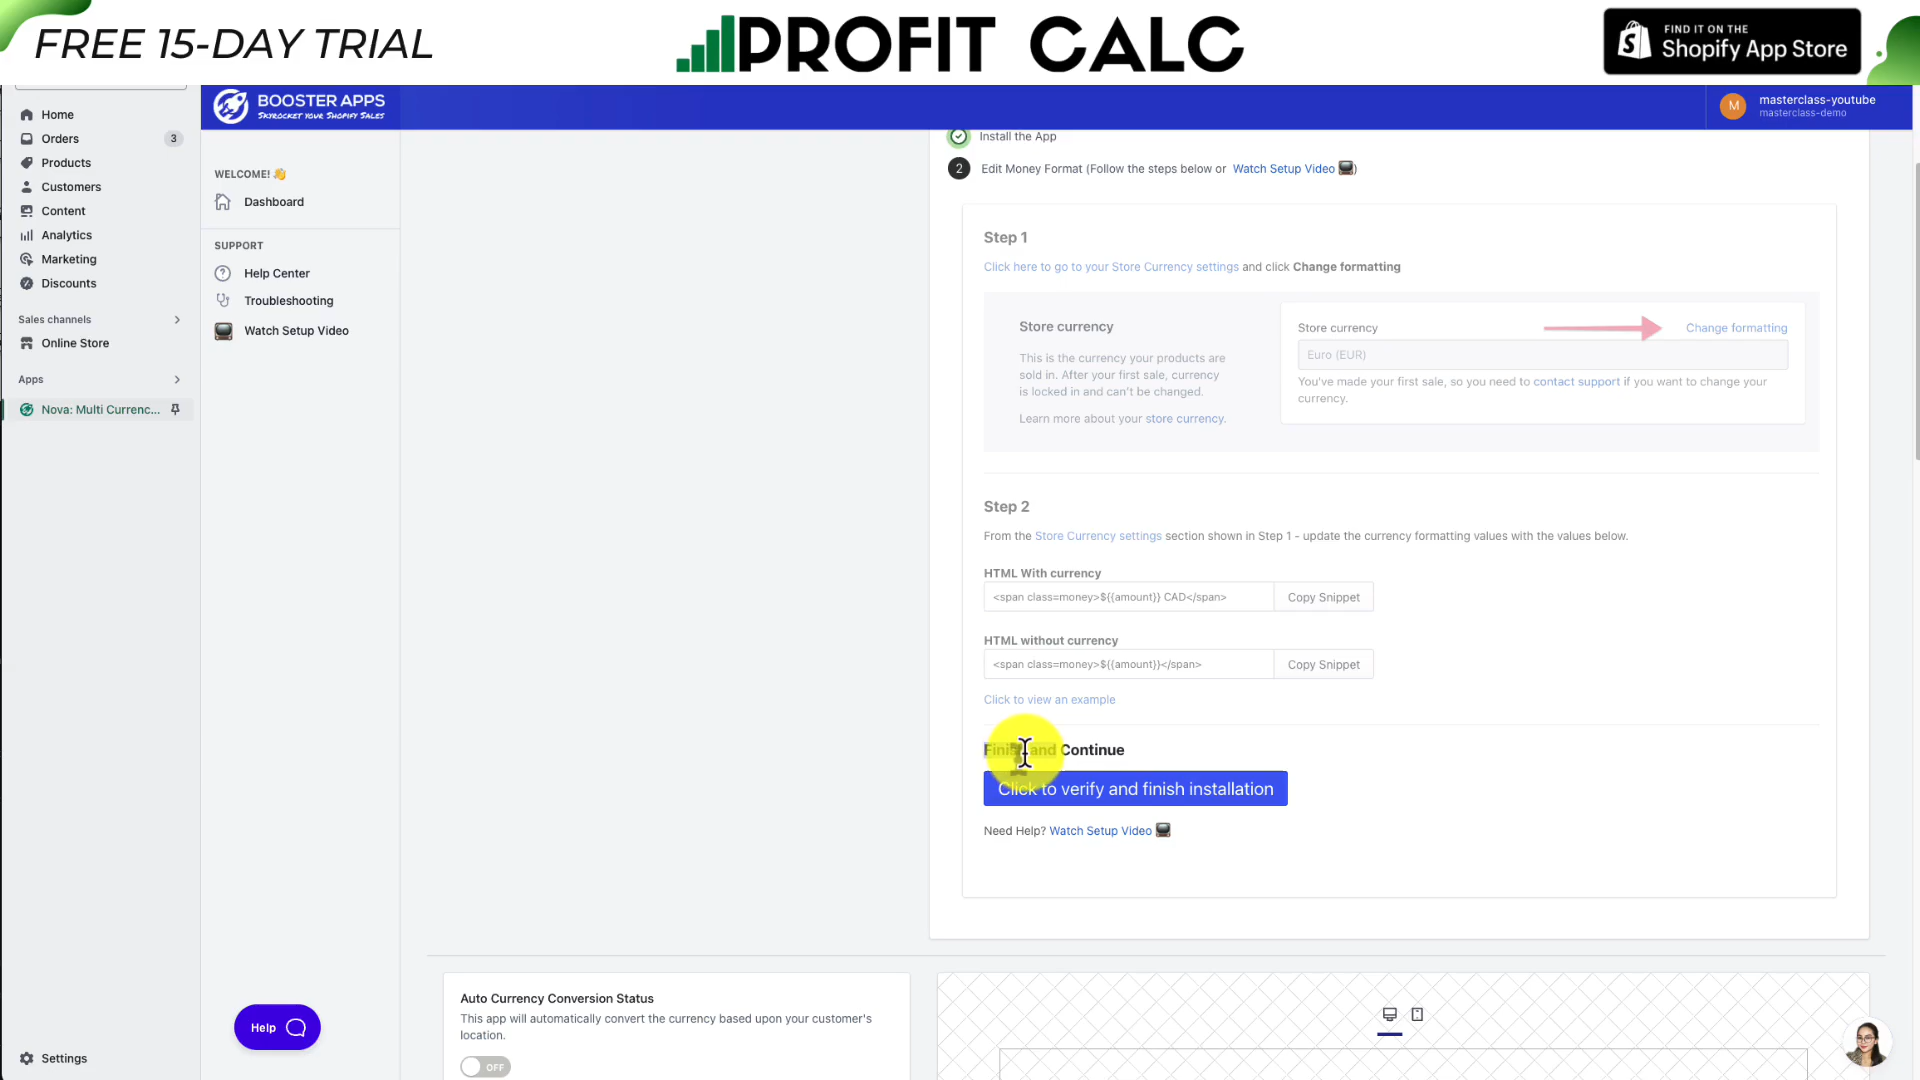 FREE 15-DAY TRIAL
PROFIT CALC
FIND IT ON THE
Shopify App Store
Home
Orders 3
Products
Customers
Content
Analytics
Marketing
Discounts
Sales channels
Online Store
Apps
Nova: Multi Currenc...
Settings
BOOSTER APPS
SKYROCKET YOUR SHOPIFY SALES
M
masterclass-youtube
masterclass-demo
WELCOME! 👋
Dashboard
SUPPORT
Help Center
Troubleshooting
Watch Setup Video
Help
Install the App
2 Edit Money Format (Follow the steps below or Watch Setup Video 📺)
Step 1
Click here to go to your Store Currency settings and click Change formatting
Store currency
This is the currency your products are
sold in. After your first sale, currency
is locked in and can't be changed.
Learn more about your store currency.
Store currency
Change formatting
Euro (EUR)
You've made your first sale, so you need to contact support if you want to change your
currency.
Step 2
From the Store Currency settings section shown in Step 1 - update the currency formatting values with the values below.
HTML With currency
<span class=money>${{amount}} CAD</span>
Copy Snippet
HTML without currency
<span class=money>${{amount}}</span>
Copy Snippet
Click to view an example
Finish and Continue
Click to verify and finish installation
Need Help? Watch Setup Video 📺
Auto Currency Conversion Status
This app will automatically convert the currency based upon your customer's
location.
OFF